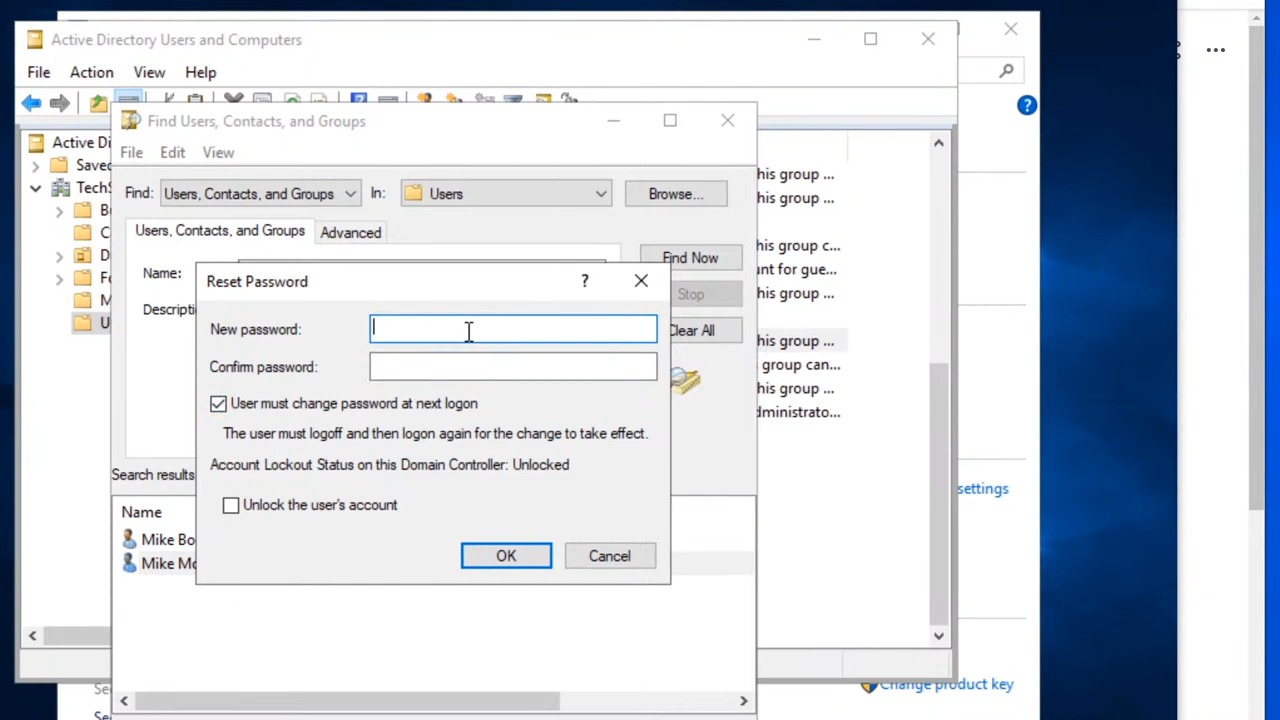 Active Directory Users and Computers
File Action View Help
Find Users, Contacts, and Groups
File Edit View
Active Di
Saved
Find: Users, Contacts, and Groups In: Users Browse...
Users, Contacts, and Groups Advanced
Name:
Find Now
Stop
Clear All
Reset Password
?
New password:
Confirm password:
User must change password at next logon
The user must logoff and then logon again for the change to take effect.
Account Lockout Status on this Domain Controller: Unlocked
Unlock the user's account
OK Cancel
Search results
Name
Mike Bo
Mike Mc
his group ...
his group ...
his group c...
unt for gue...
his group ...
his group ...
group can...
his group ...
dministrato...
settings
Change product key